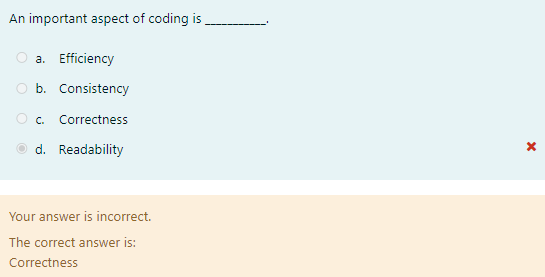 An important aspect of coding is ___________.
a. Efficiency
b. Consistency
c. Correctness
d. Readability
Your answer is incorrect.
The correct answer is:
Correctness